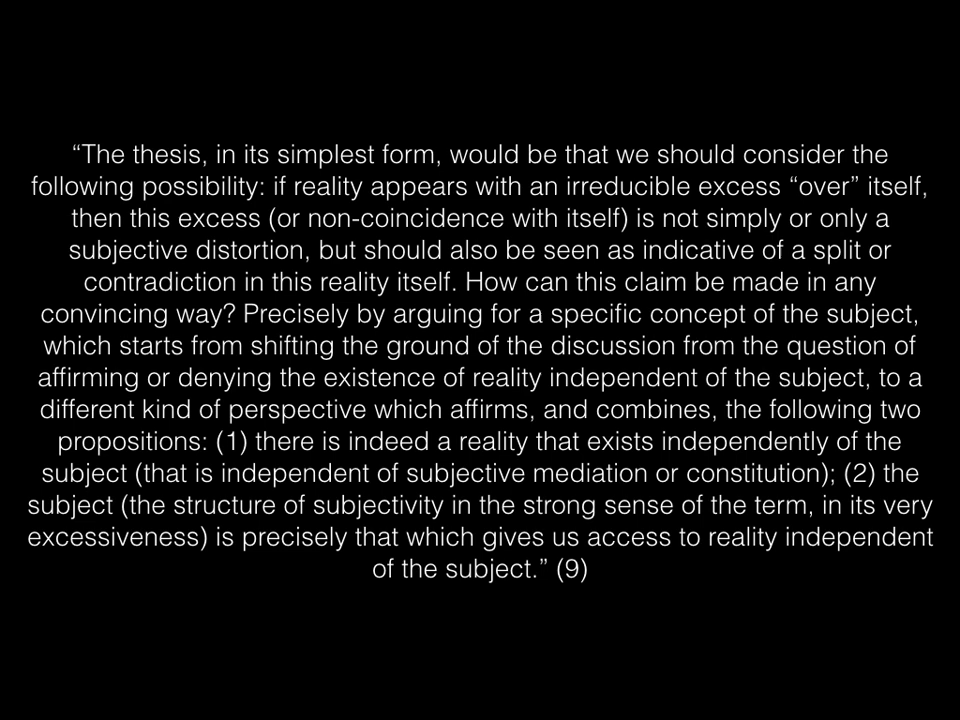 “The thesis, in its simplest form, would be that we should consider the
following possibility: if reality appears with an irreducible excess “over” itself,
then this excess (or non-coincidence with itself) is not simply or only a
subjective distortion, but should also be seen as indicative of a split or
contradiction in this reality itself. How can this claim be made in any
convincing way? Precisely by arguing for a specific concept of the subject,
which starts from shifting the ground of the discussion from the question of
affirming or denying the existence of reality independent of the subject, to a
different kind of perspective which affirms, and combines, the following two
propositions: (1) there is indeed a reality that exists independently of the
subject (that is independent of subjective mediation or constitution); (2) the
subject (the structure of subjectivity in the strong sense of the term, in its very
excessiveness) is precisely that which gives us access to reality independent
of the subject.” (9)